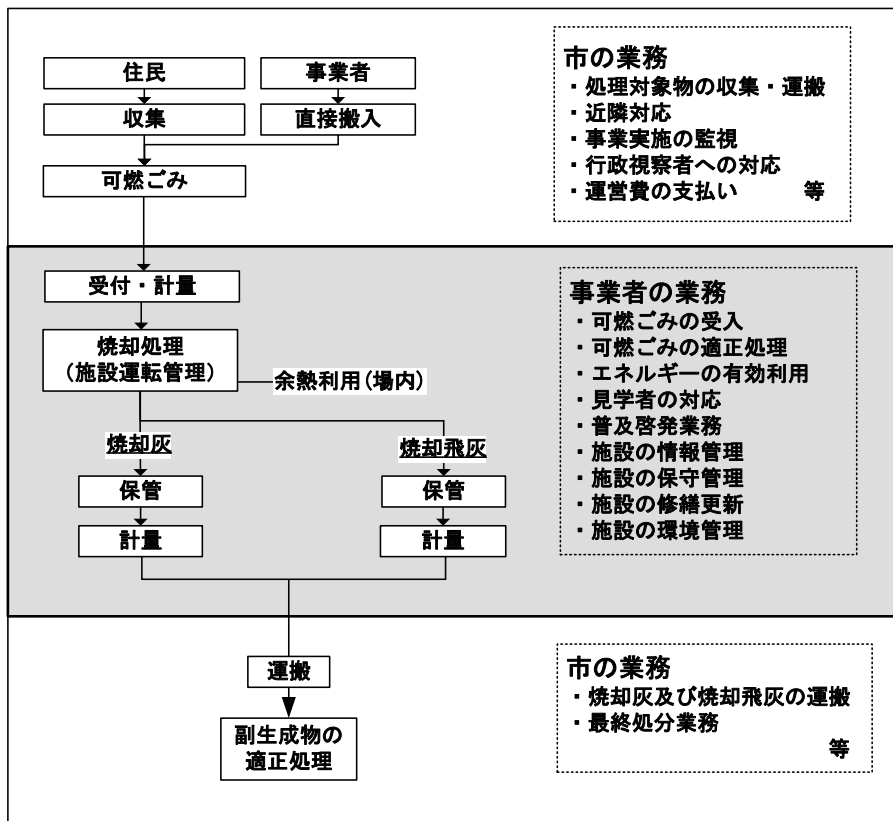 住民
事業者
収集
直接搬入
可燃ごみ
市の業務
・処理対象物の収集・運搬
・近隣対応
・事業実施の監視
・行政視察者への対応
・運営費の支払い 等
受付・計量
焼却処理
(施設運転管理)
余熱利用(場内)
焼却灰
焼却飛灰
保管
保管
計量
計量
事業者の業務
・可燃ごみの受入
・可燃ごみの適正処理
・エネルギーの有効利用
・見学者の対応
・普及啓発業務
・施設の情報管理
・施設の保守管理
・施設の修繕更新
・施設の環境管理
運搬
副生成物の
適正処理
市の業務
・焼却灰及び焼却飛灰の運搬
・最終処分業務
等